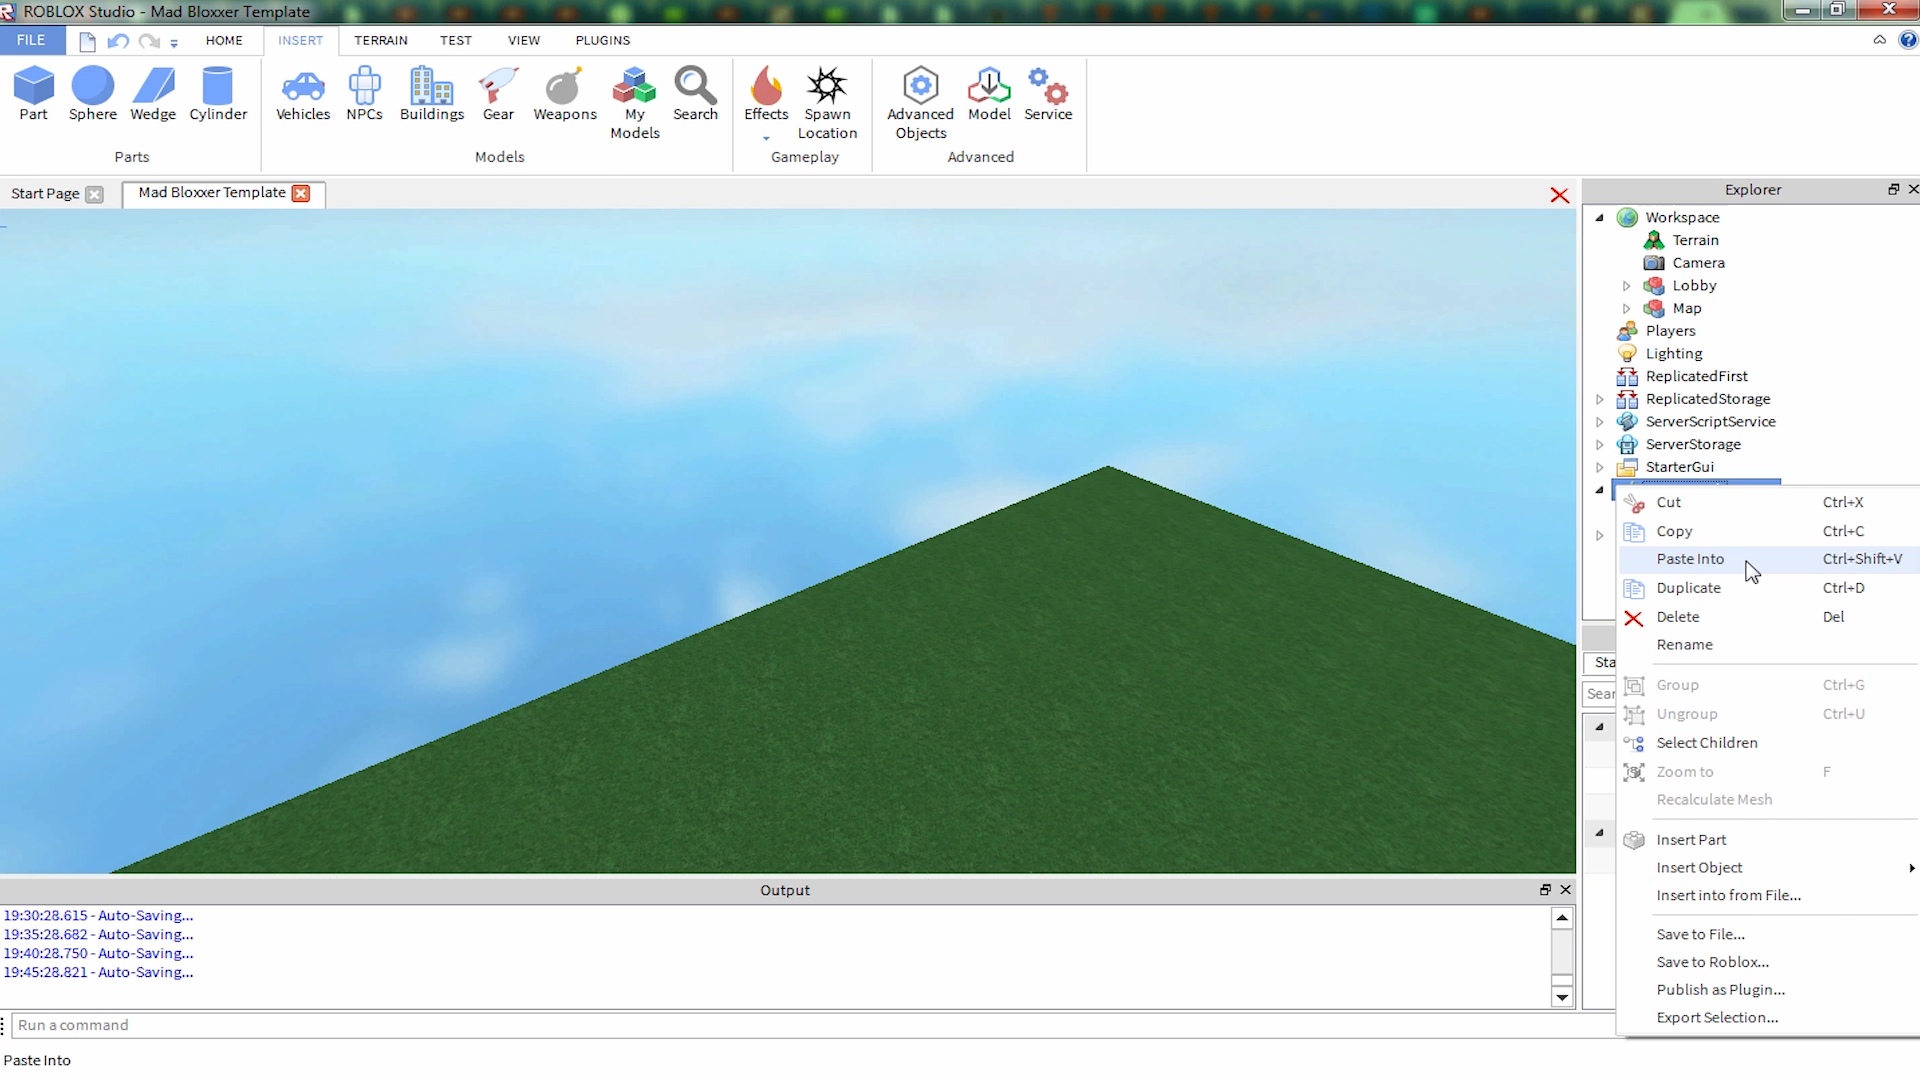 ROBLOX Studio - Mad Bloxxer Template
FILE HOME INSERT TERRAIN TEST VIEW PLUGINS
Part Sphere Wedge Cylinder Vehicles NPCs Buildings Gear Weapons My Models Search Effects Spawn Location Advanced Objects Model Service
Parts Models Gameplay Advanced
Start Page Mad Bloxxer Template
Explorer
Workspace
Terrain
Camera
Lobby
Map
Players
Lighting
ReplicatedFirst
ReplicatedStorage
ServerScriptService
ServerStorage
StarterGui
Cut Ctrl+X
Copy Ctrl+C
Paste Into Ctrl+Shift+V
Duplicate Ctrl+D
Delete Del
Rename
Sta
Sear
Group Ctrl+G
Ungroup Ctrl+U
Select Children
Zoom to F
Recalculate Mesh
Insert Part
Insert Object
Insert into from File...
Save to File...
Save to Roblox...
Publish as Plugin...
Export Selection...
Output
19:30:28.615 - Auto-Saving...
19:35:28.682 - Auto-Saving...
19:40:28.750 - Auto-Saving...
19:45:28.821 - Auto-Saving...
Run a command
Paste Into